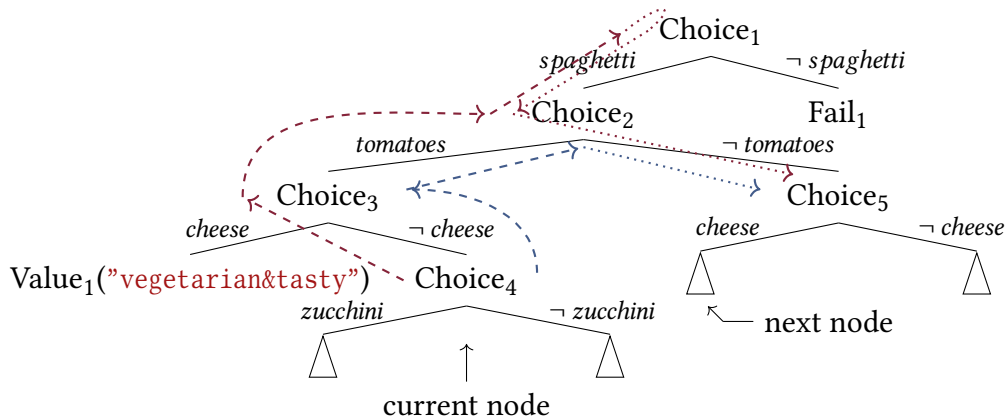 Choice₁
spaghetti ¬ spaghetti
Choice₂ Fail₁
tomatoes ¬ tomatoes
Choice₃ Choice₅
cheese ¬ cheese cheese ¬ cheese
Value₁("vegetarian&tasty") Choice₄
zucchini ¬ zucchini next node
current node